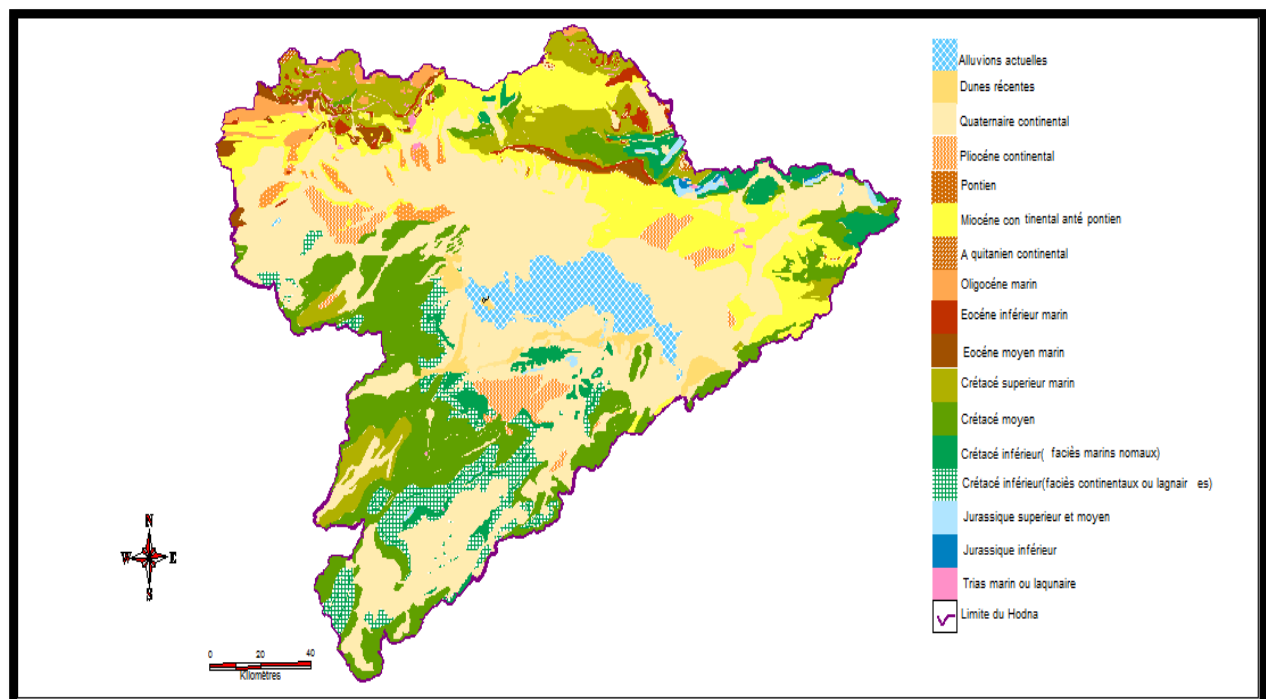 Alluvions actuelles
Dunes récentes
Quaternaire continental
Pliocéne continental
Pontien
Miocéne con tinental anté pontien
A quitanien continental
Oligocéne marin
Eocéne inférieur marin
Eocéne moyen marin
Crétacé superieur marin
Crétacé moyen
Crétacé inférieur( faciès marins nomaux)
Crétacé inférieur(faciès continentaux ou lagnair es)
Jurassique superieur et moyen
Jurassique inférieur
Trias marin ou laqunaire
Limite du Hodna
N
W E
S
0 20 40
Kilomètres